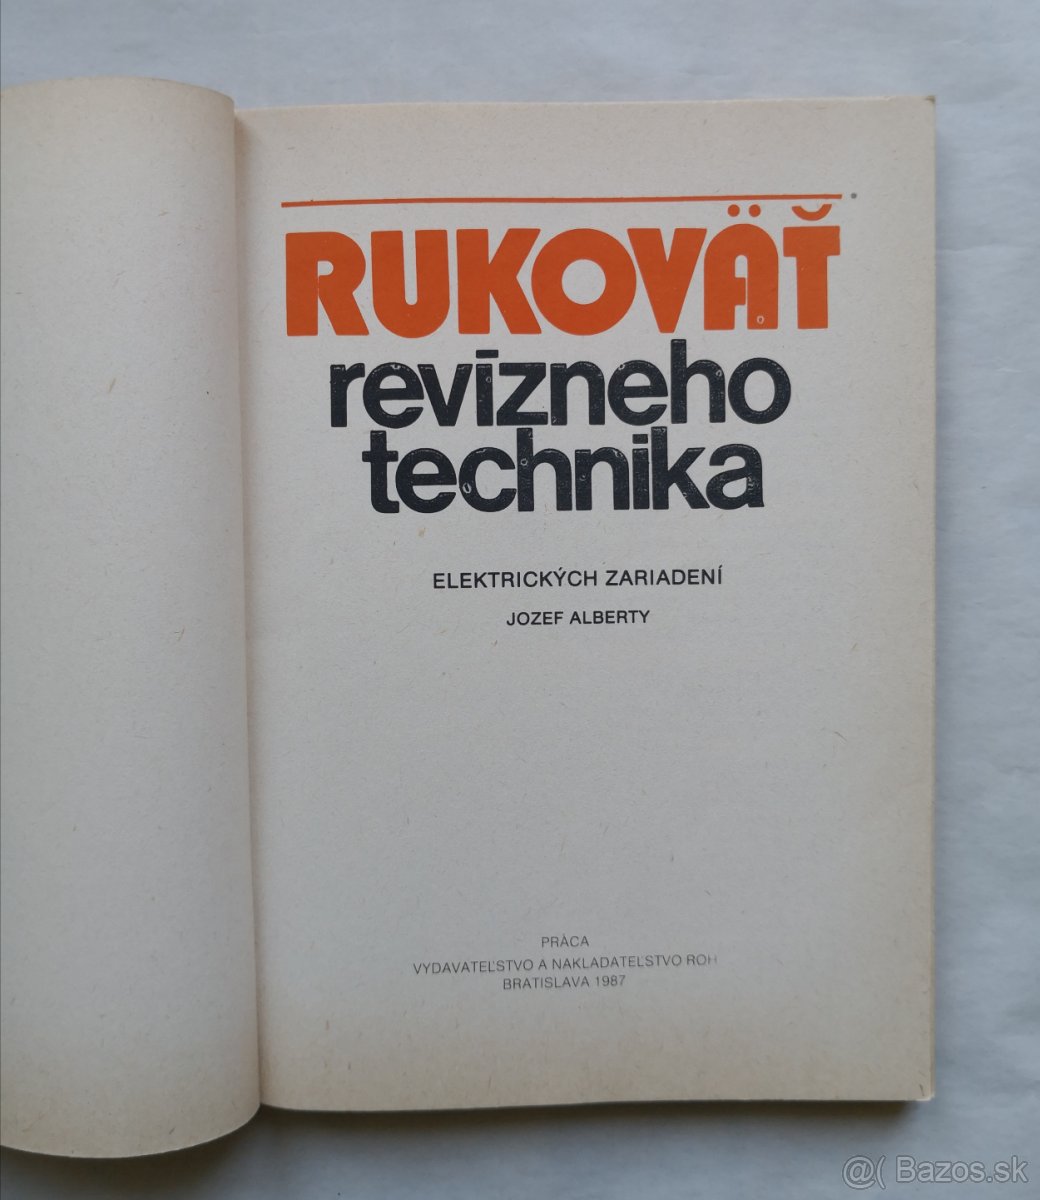 RUKOVÄŤ
revízneho
technika
ELEKTRICKÝCH ZARIADENÍ
JOZEF ALBERTY
PRÁCA
VYDAVATEĽSTVO A NAKLADATEĽSTVO ROH
BRATISLAVA 1987
@( Bazos.sk